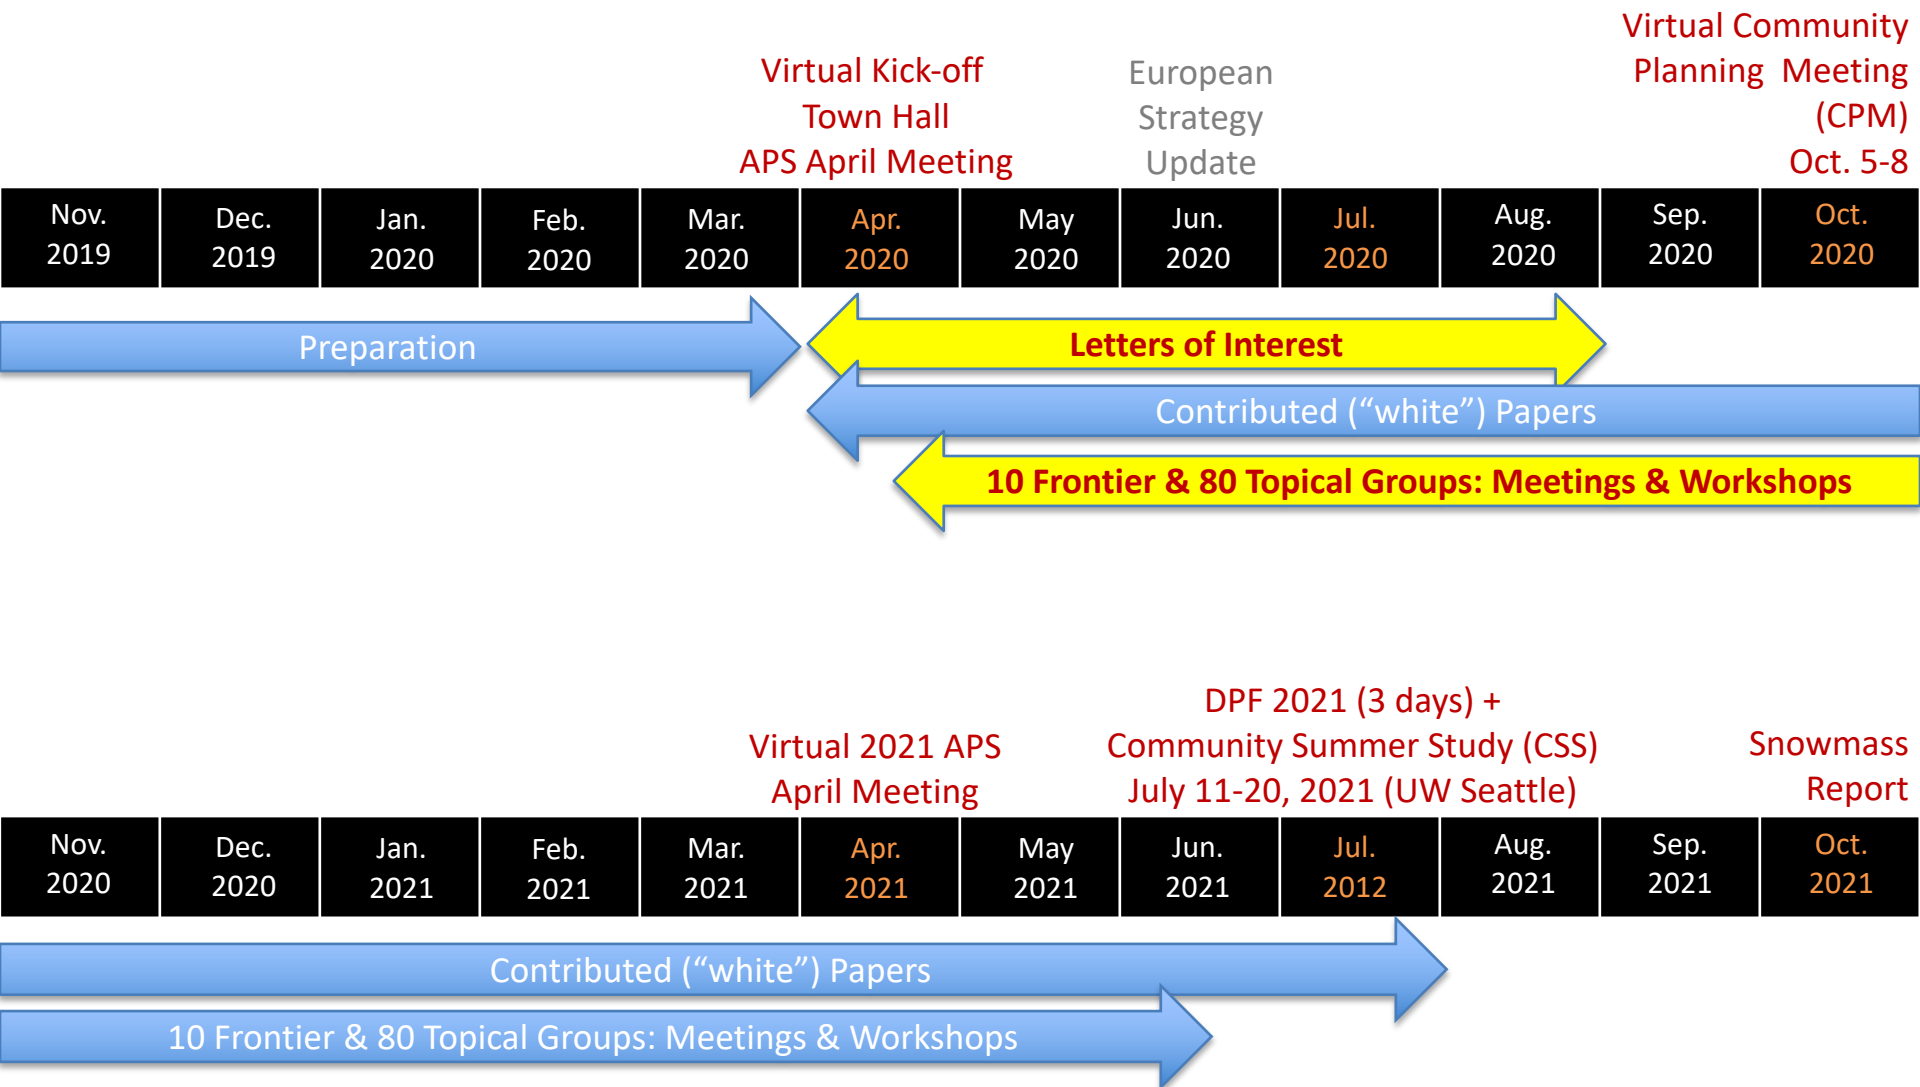 Virtual Kick-off
Town Hall
APS April Meeting
European
Strategy
Update
Virtual Community
Planning Meeting
(CPM)
Oct. 5-8
Nov.
2019
Dec.
2019
Jan.
2020
Feb.
2020
Mar.
2020
Apr.
2020
May
2020
Jun.
2020
Jul.
2020
Aug.
2020
Sep.
2020
Oct.
2020
Preparation
Letters of Interest
Contributed (“white”) Papers
10 Frontier & 80 Topical Groups: Meetings & Workshops
Virtual 2021 APS
April Meeting
DPF 2021 (3 days) +
Community Summer Study (CSS)
July 11-20, 2021 (UW Seattle)
Snowmass
Report
Nov.
2020
Dec.
2020
Jan.
2021
Feb.
2021
Mar.
2021
Apr.
2021
May
2021
Jun.
2021
Jul.
2012
Aug.
2021
Sep.
2021
Oct.
2021
Contributed (“white”) Papers
10 Frontier & 80 Topical Groups: Meetings & Workshops